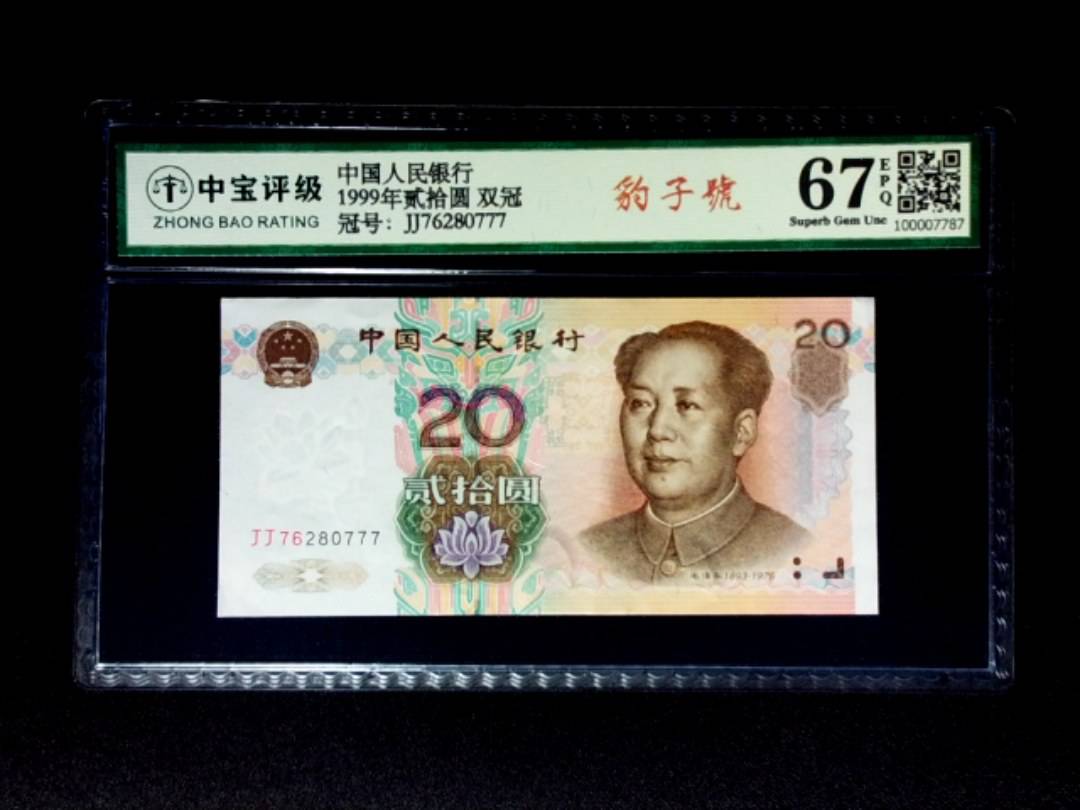 中宝评级
ZHONG BAO RATING
中国人民银行
1999年贰拾圆 双冠
冠号：JJ76280777
豹子號
67
EPQ
Superb Gem Unc
100007787
中国人民银行
20
20
贰拾圆
JJ76280777
1893-1976